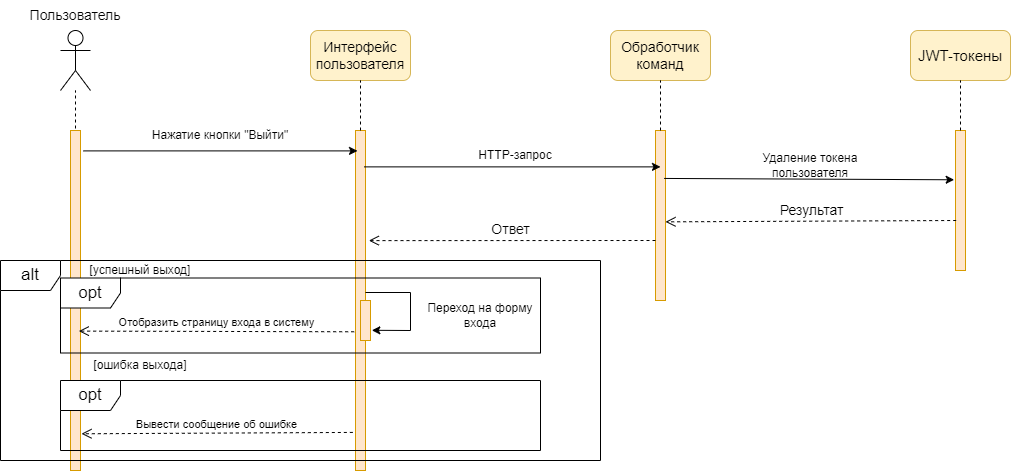 Пользователь
Интерфейс
пользователя
Обработчик
команд
JWT-токены
Нажатие кнопки "Выйти"
HTTP-запрос
Удаление токена
пользователя
Результат
Ответ
alt
[успешный выход]
opt
Переход на форму
входа
Отобразить страницу входа в систему
[ошибка выхода]
opt
Вывести сообщение об ошибке